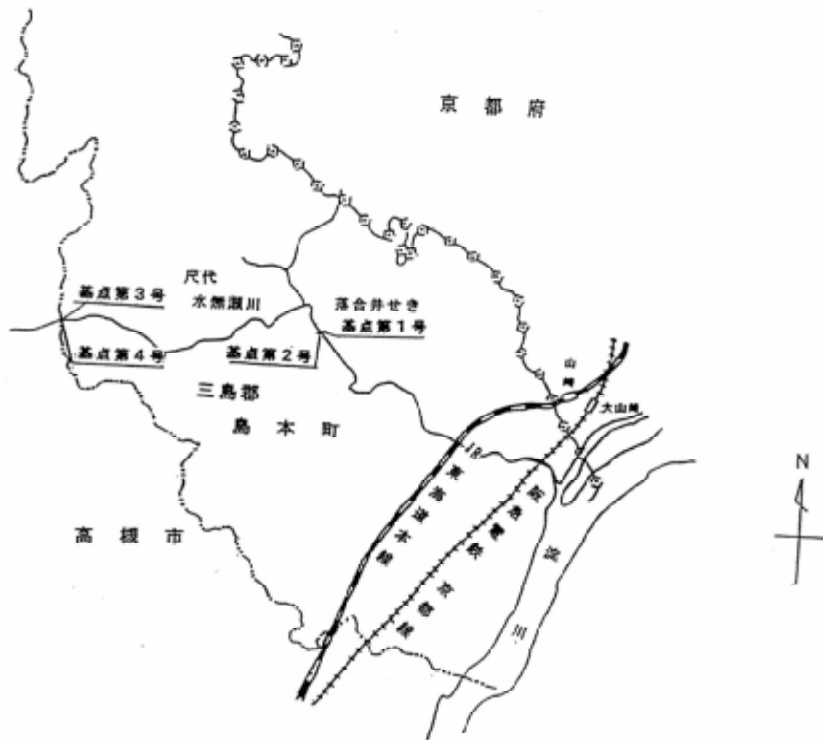 京都府
尺代
基点第3号
水無瀬川
落合井せき
基点第1号
基点第4号
基点第2号
山崎
三島郡
大山崎
島本町
N
高槻市
東海道本線
阪急電鉄京都線
淀川